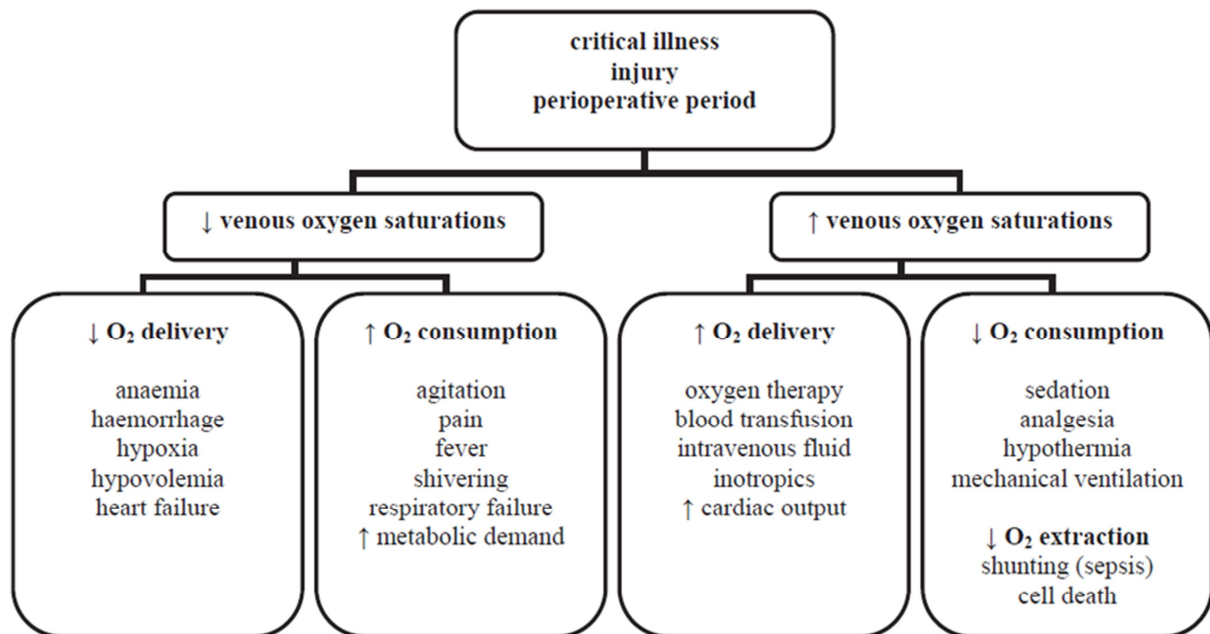 critical illness
injury
perioperative period
↓ venous oxygen saturations
↑ venous oxygen saturations
↓ O₂ delivery
anaemia
haemorrhage
hypoxia
hypovolemia
heart failure
↑ O₂ consumption
agitation
pain
fever
shivering
respiratory failure
↑ metabolic demand
↑ O₂ delivery
oxygen therapy
blood transfusion
intravenous fluid
inotropics
↑ cardiac output
↓ O₂ consumption
sedation
analgesia
hypothermia
mechanical ventilation
↓ O₂ extraction
shunting (sepsis)
cell death